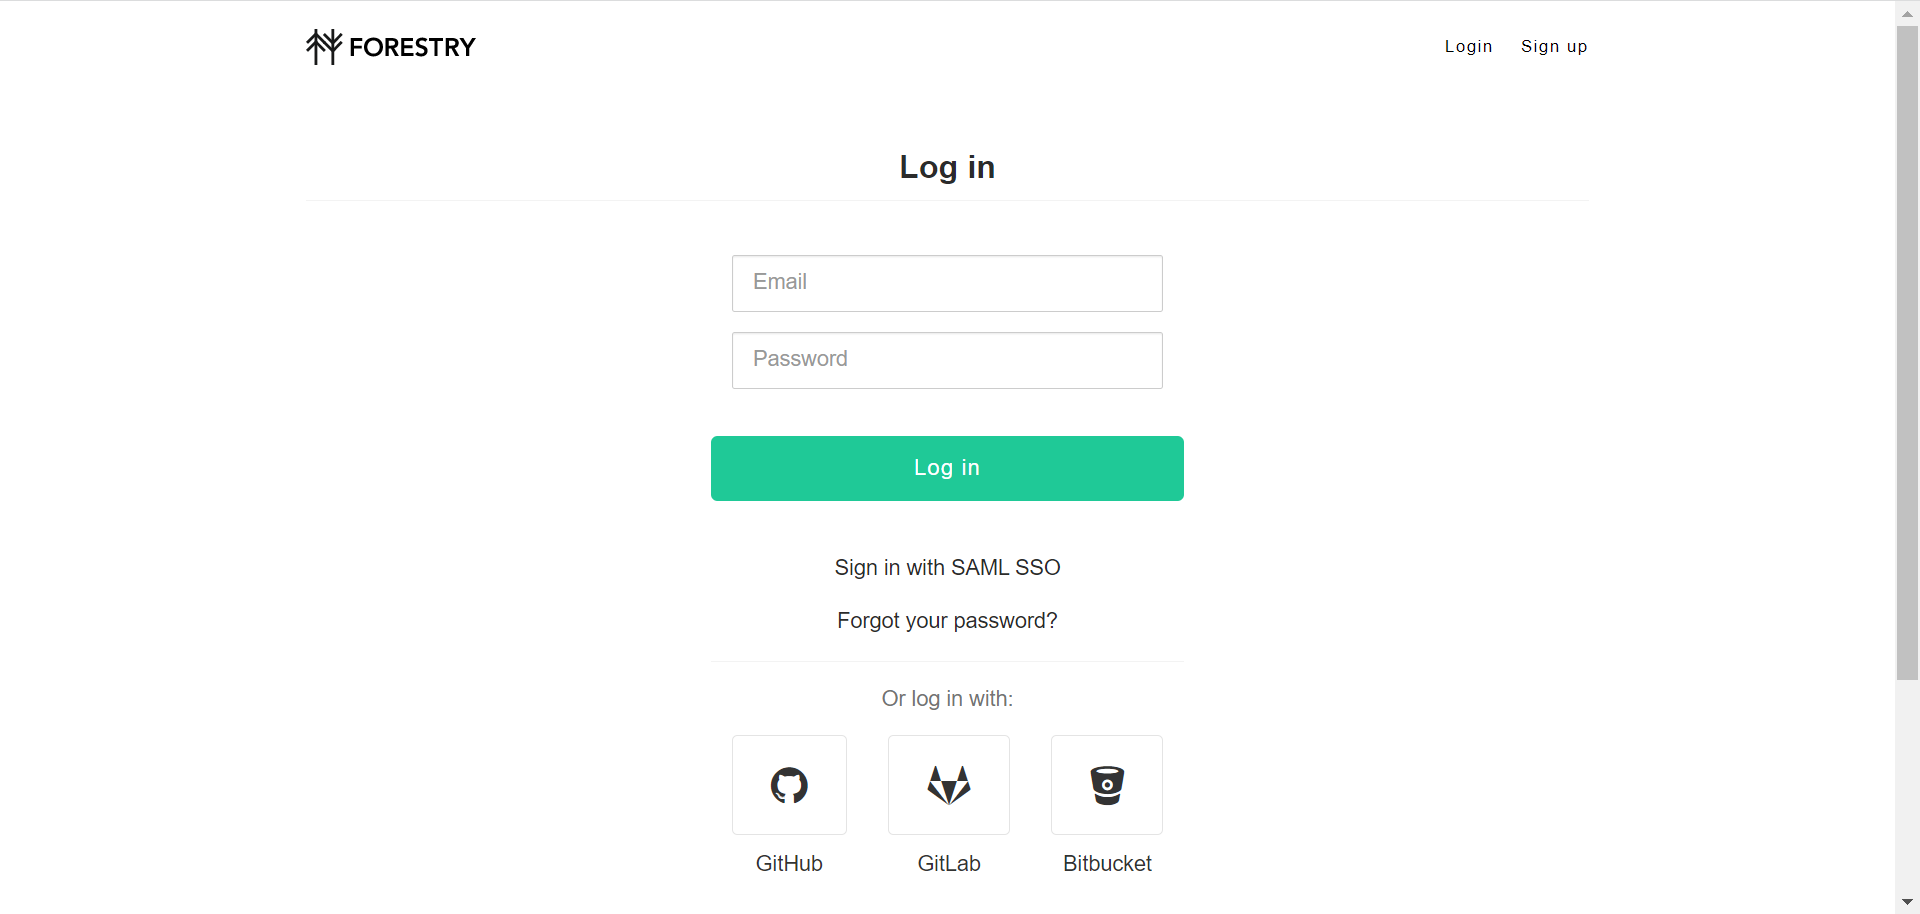 FORESTRY
Login Sign up
Log in
Email
Password
Log in
Sign in with SAML SSO
Forgot your password?
Or log in with:
GitHub GitLab Bitbucket